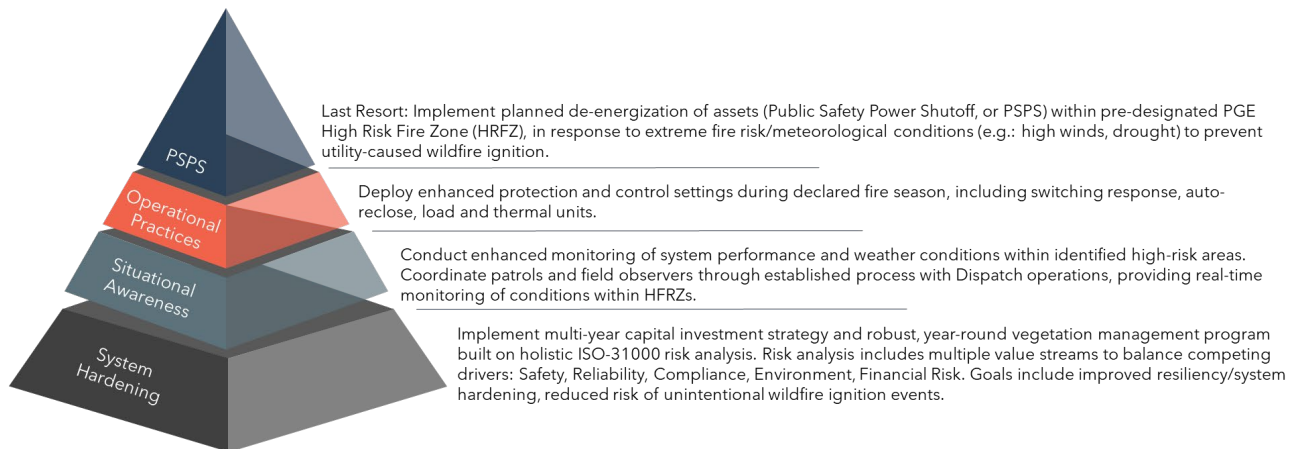 Last Resort: Implement planned de-energization of assets (Public Safety Power Shutoff, or PSPS) within pre-designated PGE
High Risk Fire Zone (HRFZ), in response to extreme fire risk/meteorological conditions (e.g.: high winds, drought) to prevent
utility-caused wildfire ignition.
PSPS
Deploy enhanced protection and control settings during declared fire season, including switching response, auto-
reclose, load and thermal units.
Operational
Practices
Conduct enhanced monitoring of system performance and weather conditions within identified high-risk areas.
Coordinate patrols and field observers through established process with Dispatch operations, providing real-time
monitoring of conditions within HFRZs.
Situational
Awareness
Implement multi-year capital investment strategy and robust, year-round vegetation management program
built on holistic ISO-31000 risk analysis. Risk analysis includes multiple value streams to balance competing
drivers: Safety, Reliability, Compliance, Environment, Financial Risk. Goals include improved resiliency/system
hardening, reduced risk of unintentional wildfire ignition events.
System
Hardening